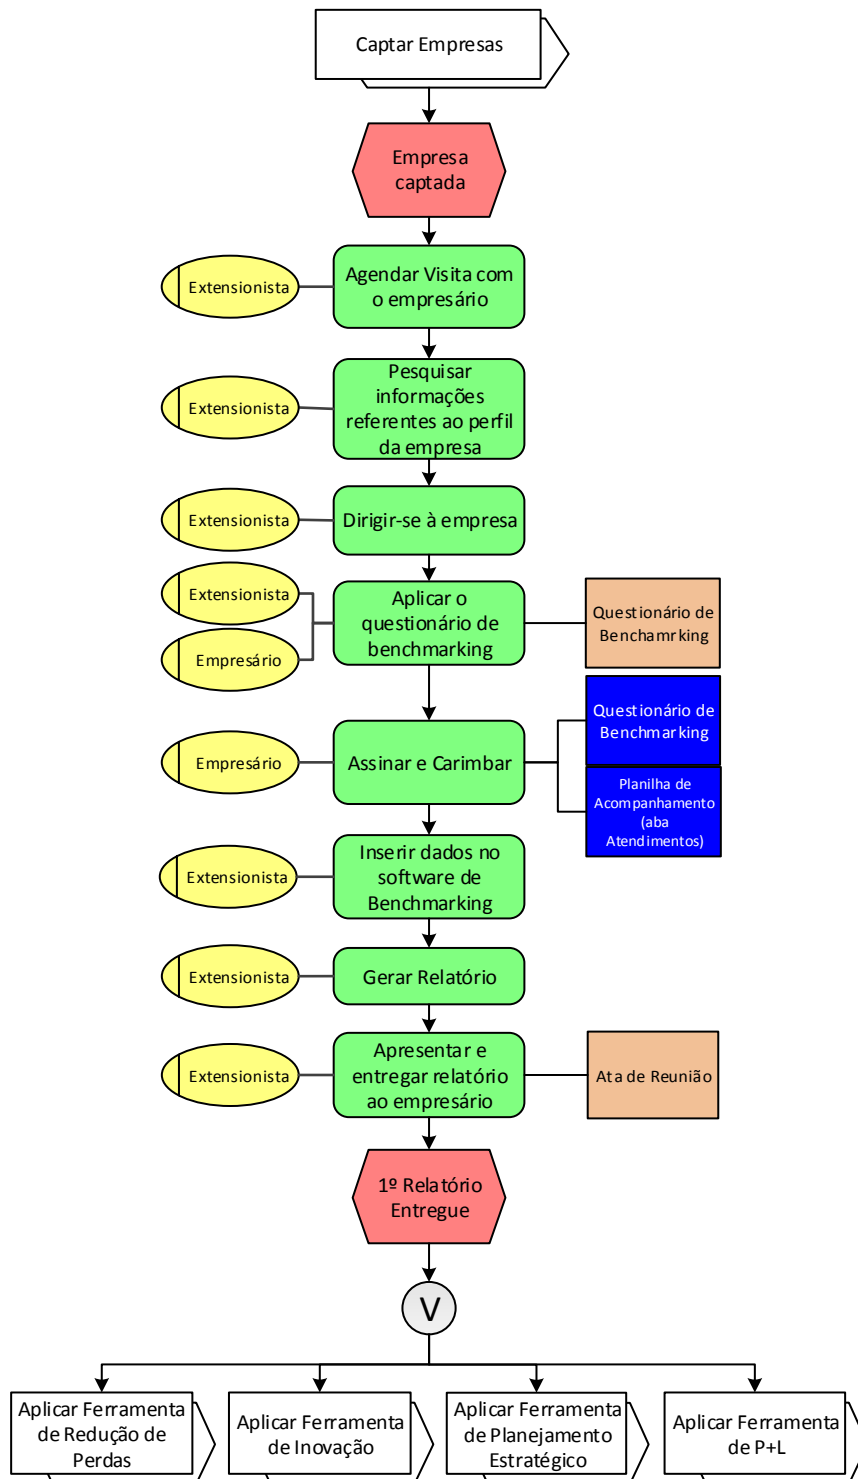 Captar Empresas
Empresa
captada
Extensionista
Agendar Visita com
o empresário
Extensionista
Pesquisar
informações
referentes ao perfil
da empresa
Extensionista
Dirigir-se à empresa
Extensionista
Empresário
Aplicar o
questionário de
benchmarking
Questionário de
Benchamrking
Empresário
Assinar e Carimbar
Questionário de
Benchmarking
Planilha de
Acompanhamento
(aba
Atendimentos)
Extensionista
Inserir dados no
software de
Benchmarking
Extensionista
Gerar Relatório
Extensionista
Apresentar e
entregar relatório
ao empresário
Ata de Reunião
1º Relatório
Entregue
V
Aplicar Ferramenta
de Redução de
Perdas
Aplicar Ferramenta
de Inovação
Aplicar Ferramenta
de Planejamento
Estratégico
Aplicar Ferramenta
de P+L